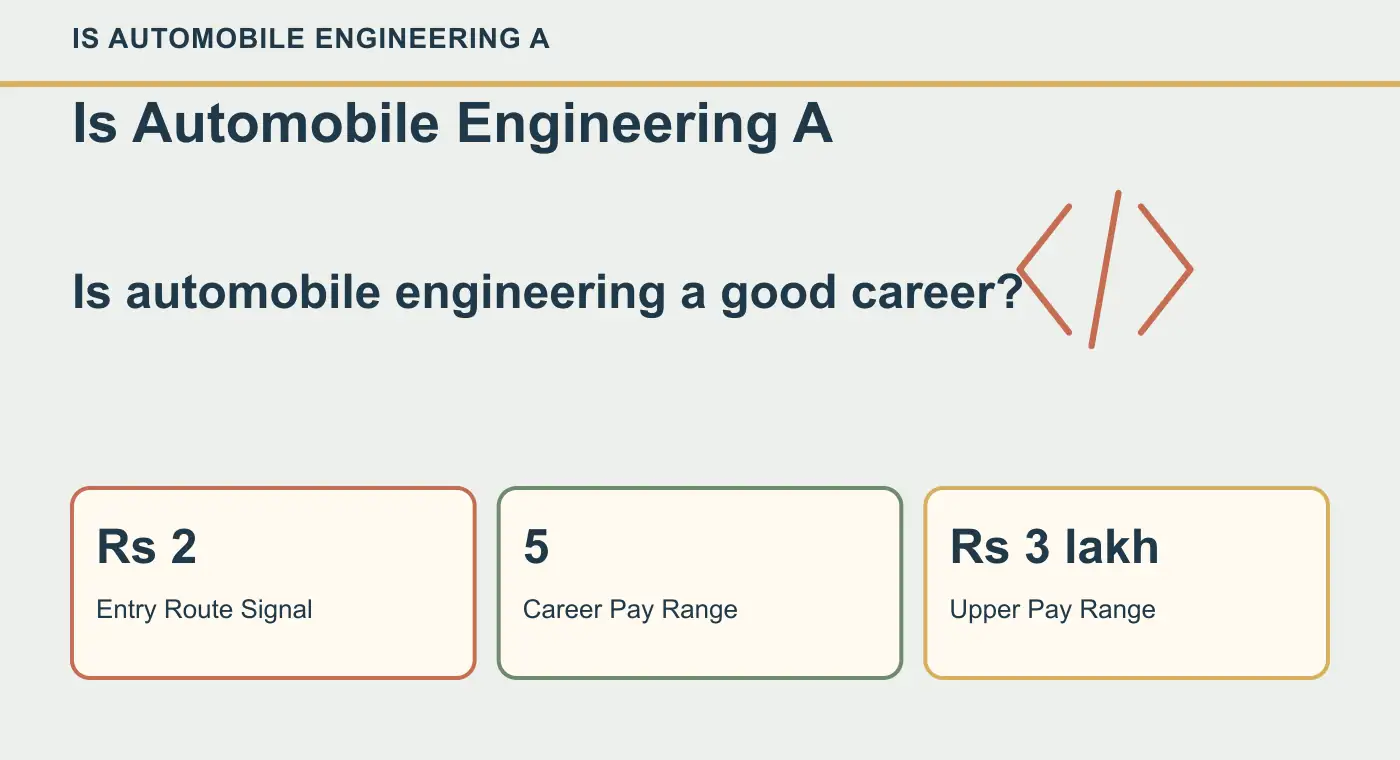 IS AUTOMOBILE ENGINEERING A
Is Automobile Engineering A
Is automobile engineering a good career?
Rs 2
Entry Route Signal
5
Career Pay Range
Rs 3 lakh
Upper Pay Range